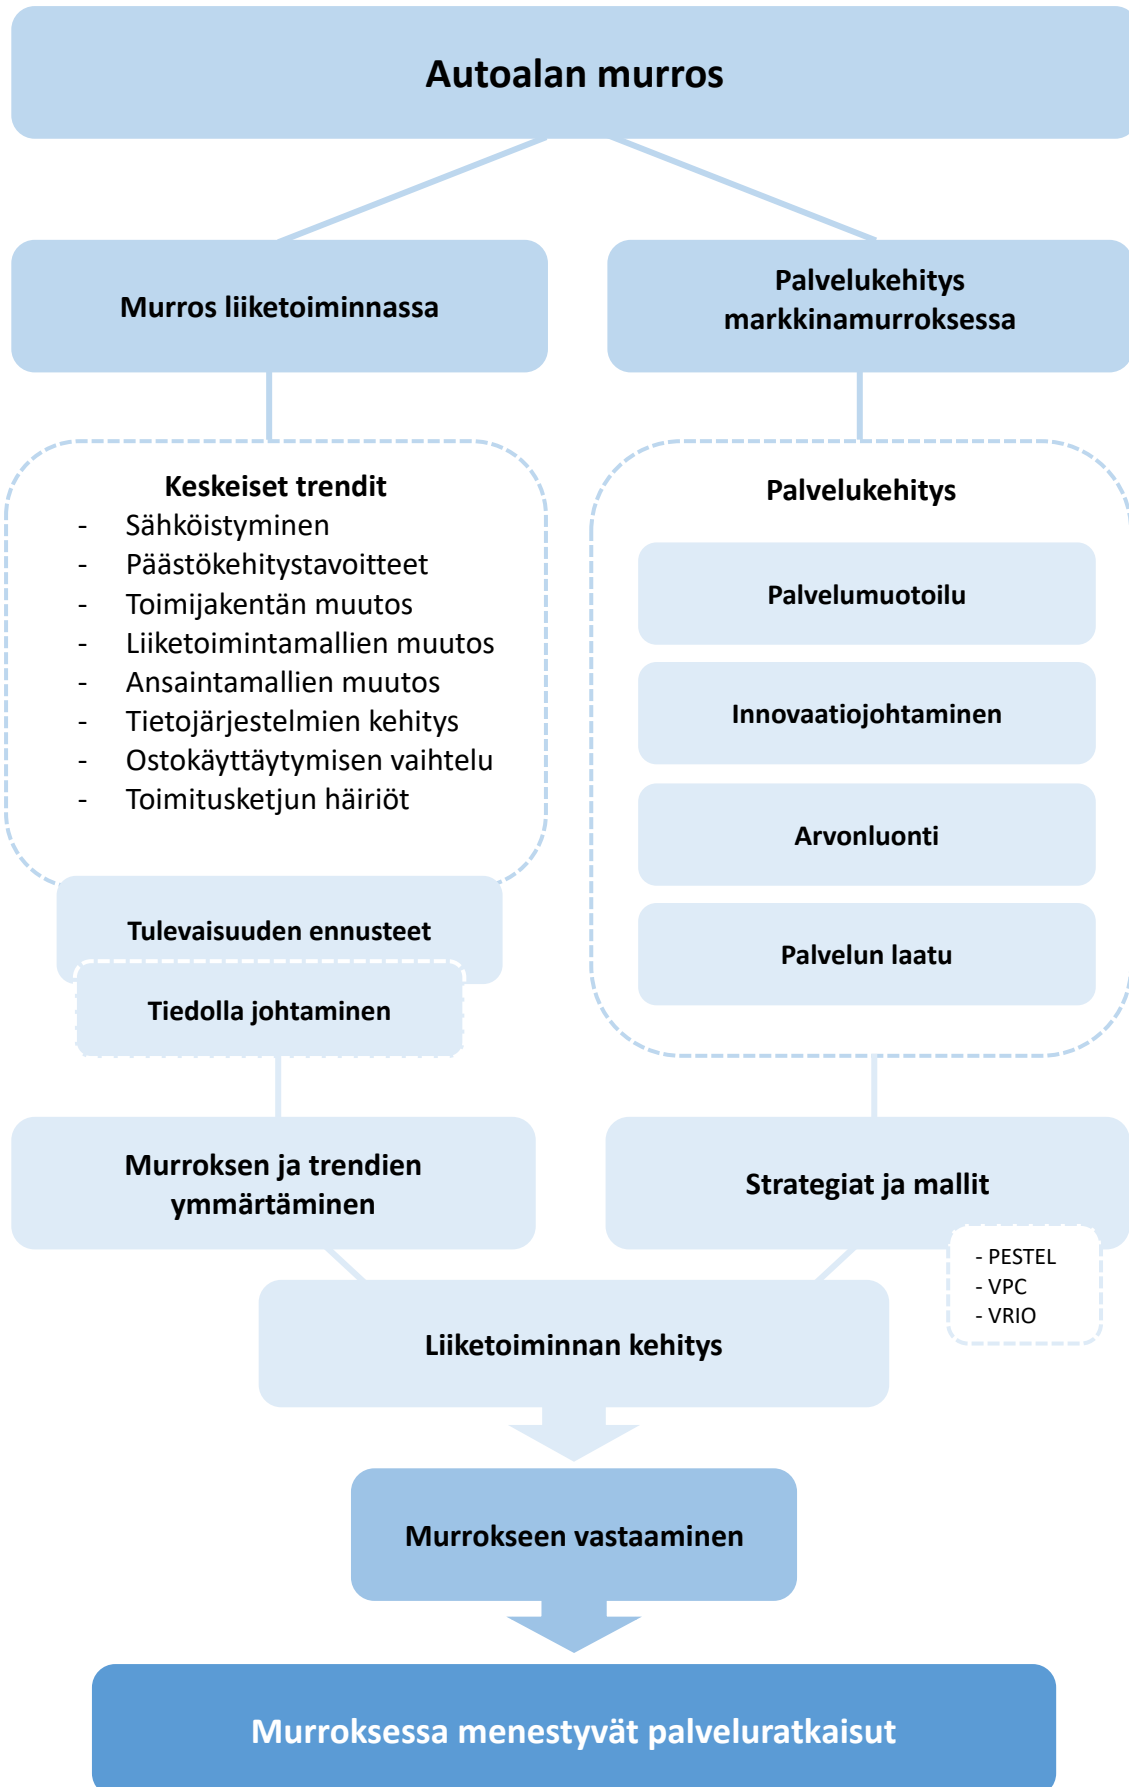 Autoalan murros
Murros liiketoiminnassa
Palvelukehitys
markkinamurroksessa
Keskeiset trendit
- Sähköistyminen
- Päästökehitystavoitteet
- Toimijakentän muutos
- Liiketoimintamallien muutos
- Ansaintamallien muutos
- Tietojärjestelmien kehitys
- Ostokäyttäytymisen vaihtelu
- Toimitusketjun häiriöt
Tulevaisuuden ennusteet
Tiedolla johtaminen
Palvelukehitys
Palvelumuotoilu
Innovaatiojohtaminen
Arvonluonti
Palvelun laatu
Murroksen ja trendien
ymmärtäminen
Strategiat ja mallit
- PESTEL
- VPC
- VRIO
Liiketoiminnan kehitys
Murrokseen vastaaminen
Murroksessa menestyvät palveluratkaisut